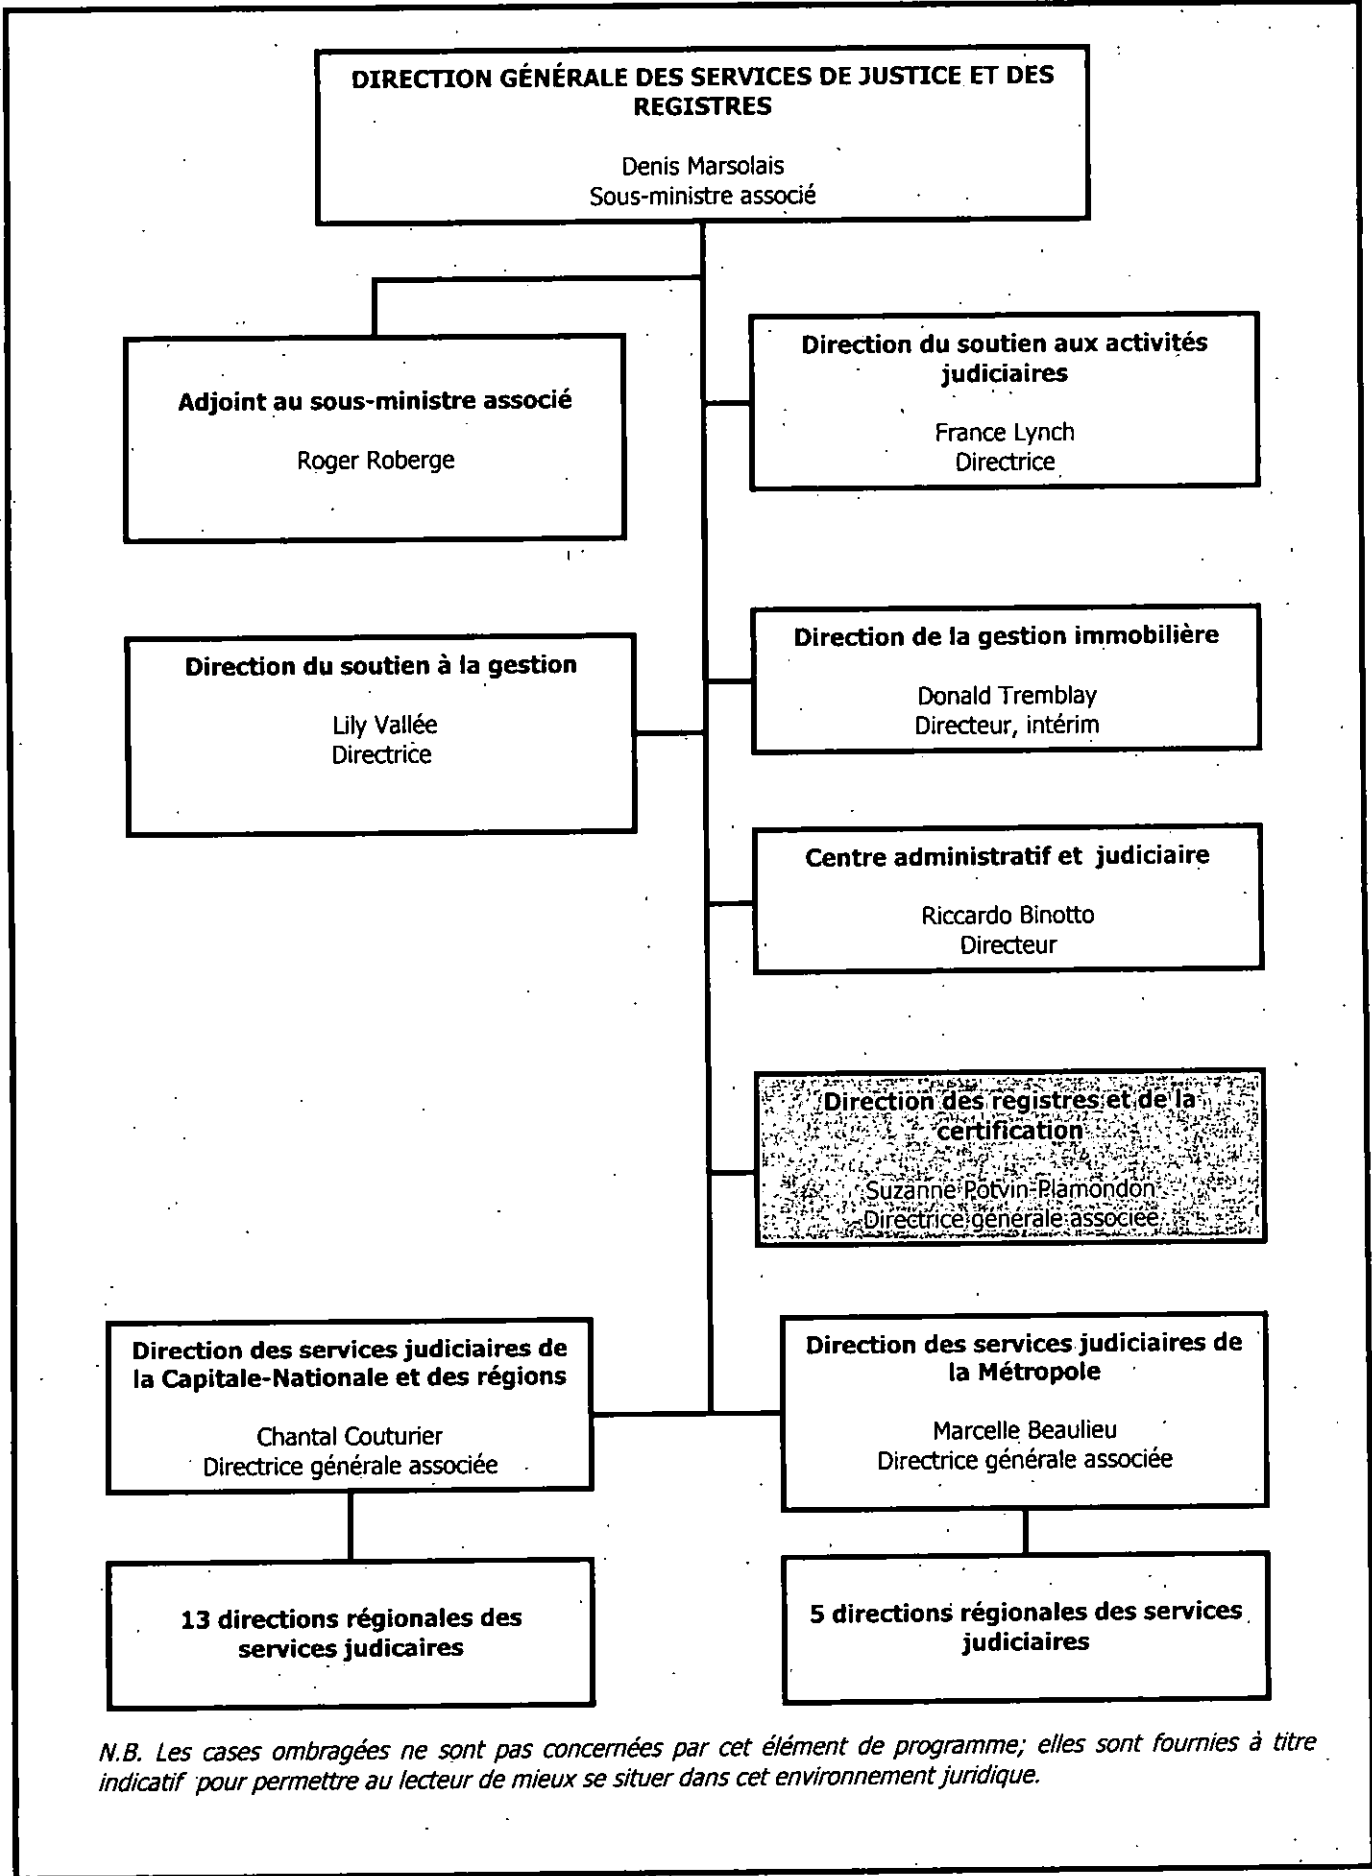 DIRECTION GÉNÉRALE DES SERVICES DE JUSTICE ET DES
REGISTRES
Denis Marsolais
Sous-ministre associé
Adjoint au sous-ministre associé
Roger Roberge
Direction du soutien aux activités
judiciaires
France Lynch
Directrice
Direction du soutien à la gestion
Lily Vallée
Directrice
Direction de la gestion immobilière
Donald Tremblay
Directeur, intérim
Centre administratif et judiciaire
Riccardo Binotto
Directeur
Direction des registres et de la
certification
Suzanne Potvin-Plamondon
Directrice générale associée
Direction des services judiciaires de
la Capitale-Nationale et des régions
Chantal Couturier
Directrice générale associée
Direction des services judiciaires de
la Métropole
Marcelle Beaulieu
Directrice générale associée
13 directions régionales des
services judicaires
5 directions régionales des services
judiciaires
N.B. Les cases ombragées ne sont pas concernées par cet élément de programme; elles sont fournies à titre
indicatif pour permettre au lecteur de mieux se situer dans cet environnement juridique.